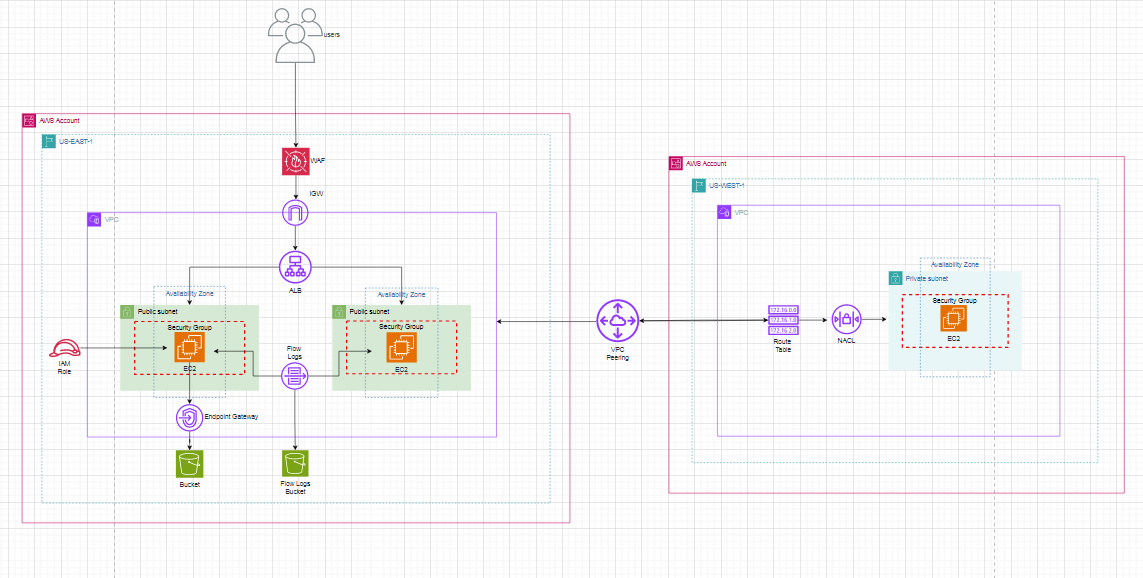 users
AWS Account
US-EAST-1
WAF
IGW
VPC
ALB
Availability Zone
Public subnet
Security Group
EC2
Availability Zone
Public subnet
Security Group
EC2
IAM
Role
Flow
Logs
Endpoint Gateway
Bucket
Flow Logs
Bucket
VPC
Peering
AWS Account
US-WEST-1
VPC
172.16.0.0
172.16.1.0
172.16.2.0
Route
Table
NACL
Availability Zone
Private subnet
Security Group
EC2